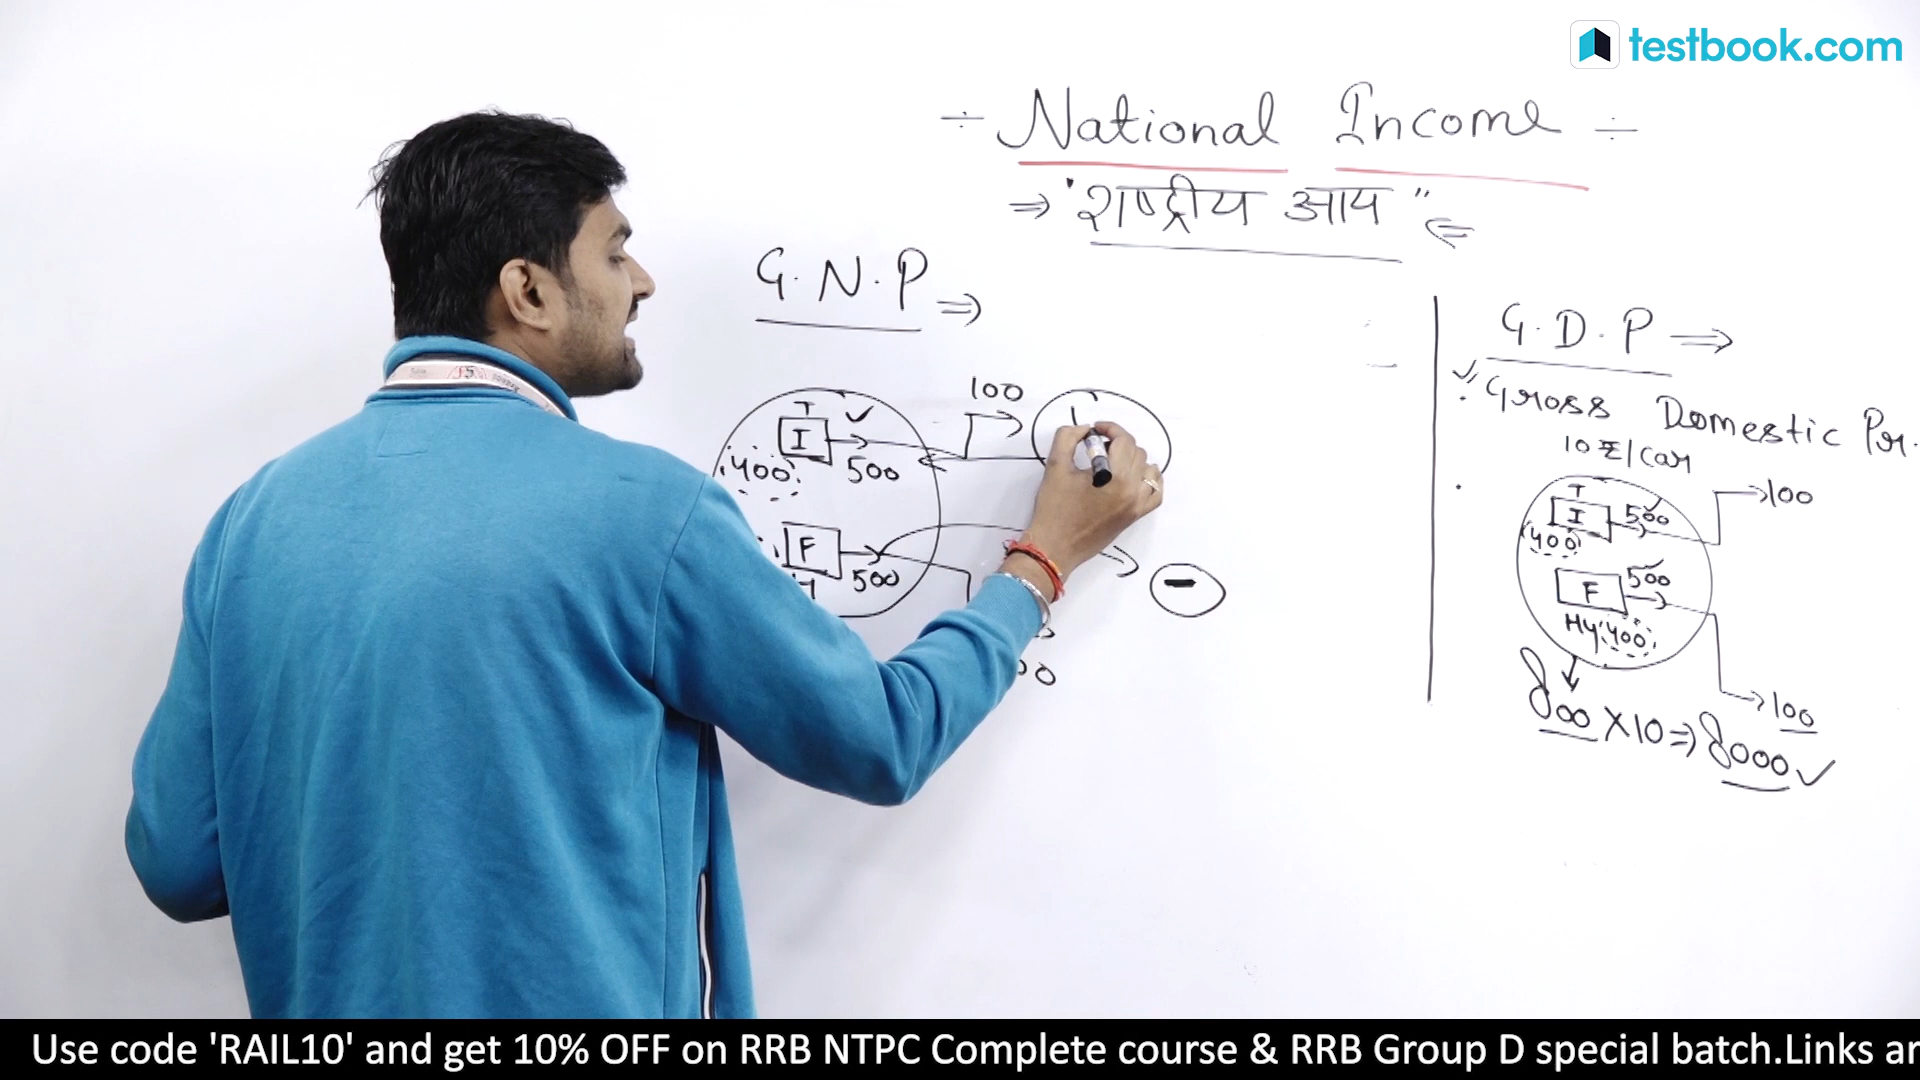 testbook.com
÷ National Income ÷
⇒ "राष्ट्रीय आय" ⇐
G.N.P ⇒
100
T
I
500
400
F
500
G.D.P ⇒
Gross Domestic Pr.
10 ₹/car
T
I
500
100
400
F
500
Hy 400
100
800 X 10 ⇒ 8000 ✓
Use code 'RAIL10' and get 10% OFF on RRB NTPC Complete course & RRB Group D special batch.Links ar